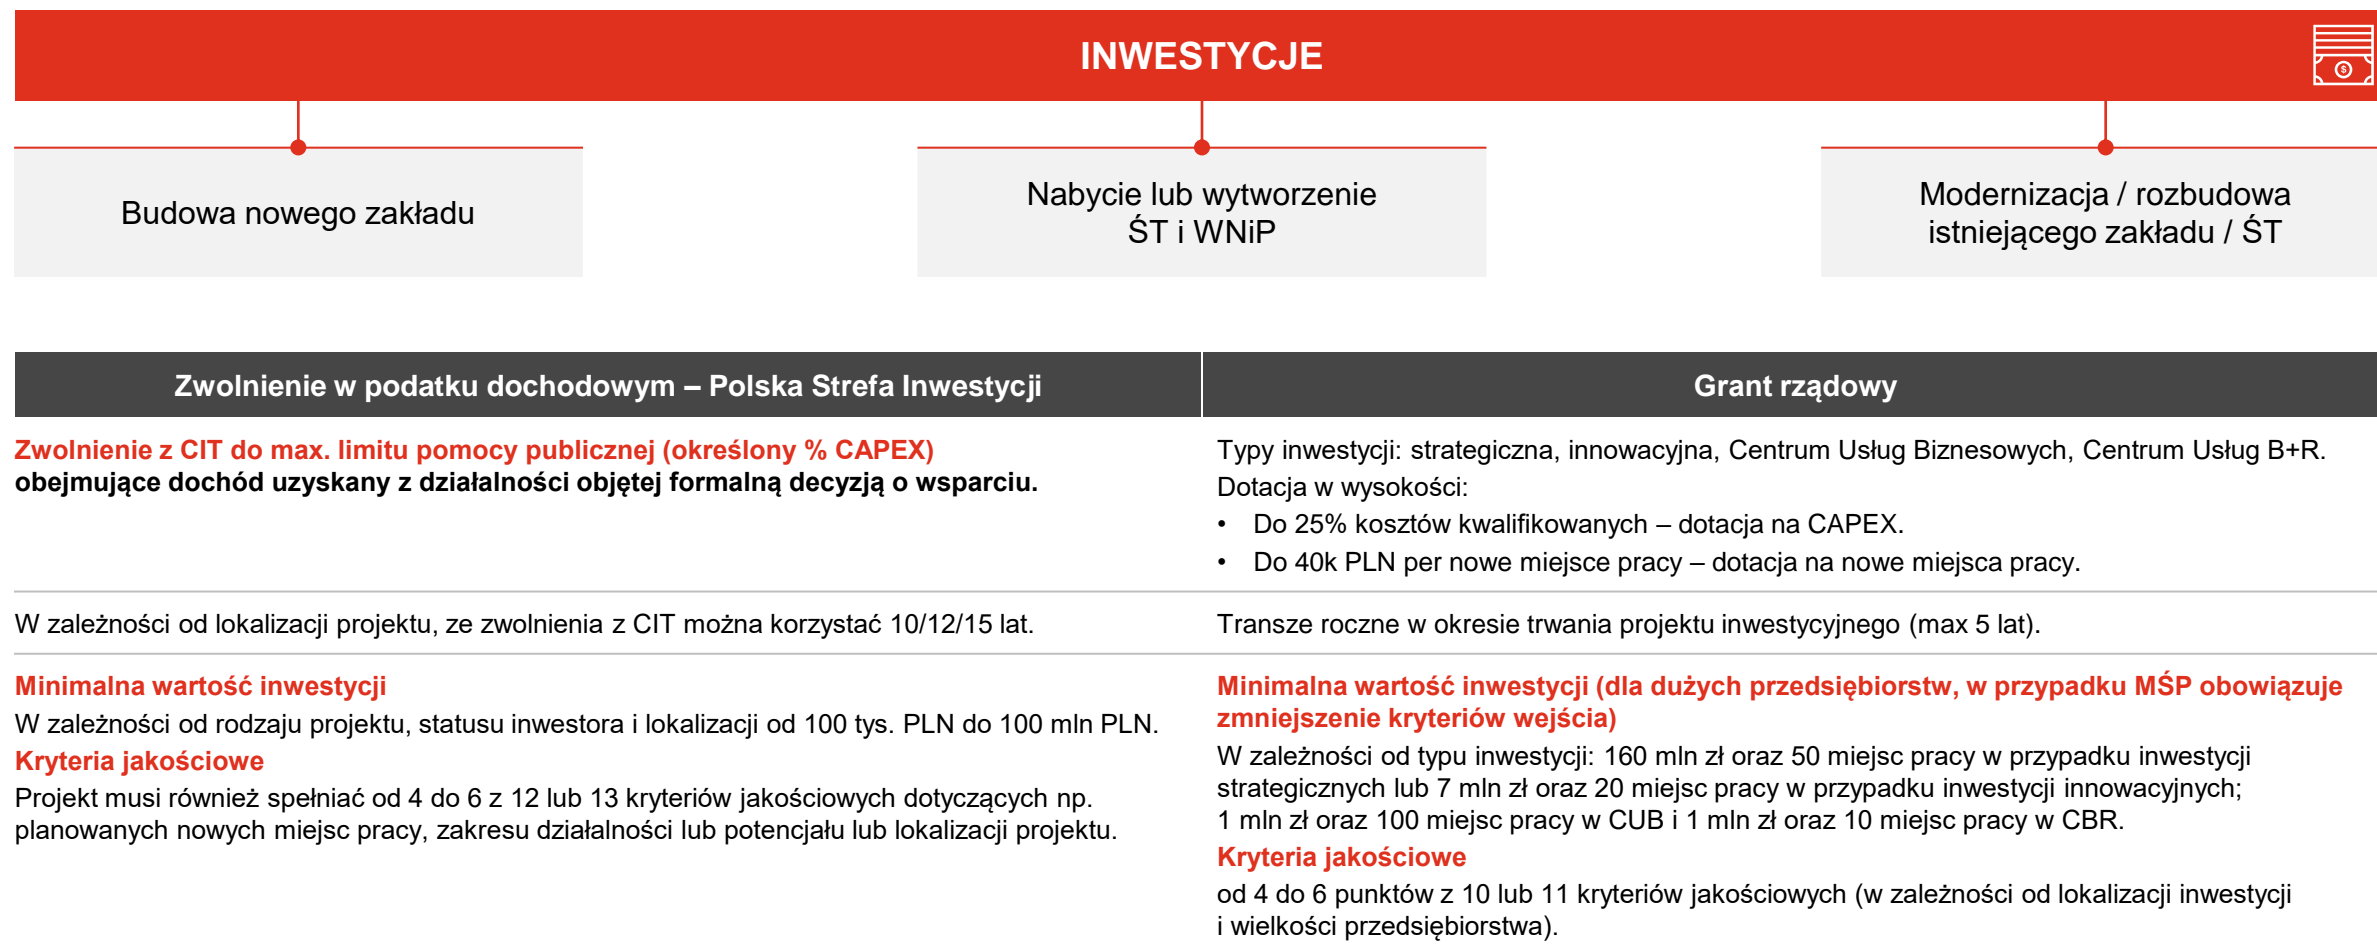 INWESTYCJE
Budowa nowego zakładu
Nabycie lub wytworzenie
ŚT i WNiP
Modernizacja / rozbudowa
istniejącego zakładu / ŚT
Zwolnienie w podatku dochodowym – Polska Strefa Inwestycji
Grant rządowy
Zwolnienie z CIT do max. limitu pomocy publicznej (określony % CAPEX)
obejmujące dochód uzyskany z działalności objętej formalną decyzją o wsparciu.
Typy inwestycji: strategiczna, innowacyjna, Centrum Usług Biznesowych, Centrum Usług B+R.
Dotacja w wysokości:
• Do 25% kosztów kwalifikowanych – dotacja na CAPEX.
• Do 40k PLN per nowe miejsce pracy – dotacja na nowe miejsca pracy.
W zależności od lokalizacji projektu, ze zwolnienia z CIT można korzystać 10/12/15 lat.
Transze roczne w okresie trwania projektu inwestycyjnego (max 5 lat).
Minimalna wartość inwestycji
W zależności od rodzaju projektu, statusu inwestora i lokalizacji od 100 tys. PLN do 100 mln PLN.
Kryteria jakościowe
Projekt musi również spełniać od 4 do 6 z 12 lub 13 kryteriów jakościowych dotyczących np.
planowanych nowych miejsc pracy, zakresu działalności lub potencjału lub lokalizacji projektu.
Minimalna wartość inwestycji (dla dużych przedsiębiorstw, w przypadku MŚP obowiązuje
zmniejszenie kryteriów wejścia)
W zależności od typu inwestycji: 160 mln zł oraz 50 miejsc pracy w przypadku inwestycji
strategicznych lub 7 mln zł oraz 20 miejsc pracy w przypadku inwestycji innowacyjnych;
1 mln zł oraz 100 miejsc pracy w CUB i 1 mln zł oraz 10 miejsc pracy w CBR.
Kryteria jakościowe
od 4 do 6 punktów z 10 lub 11 kryteriów jakościowych (w zależności od lokalizacji inwestycji
i wielkości przedsiębiorstwa).